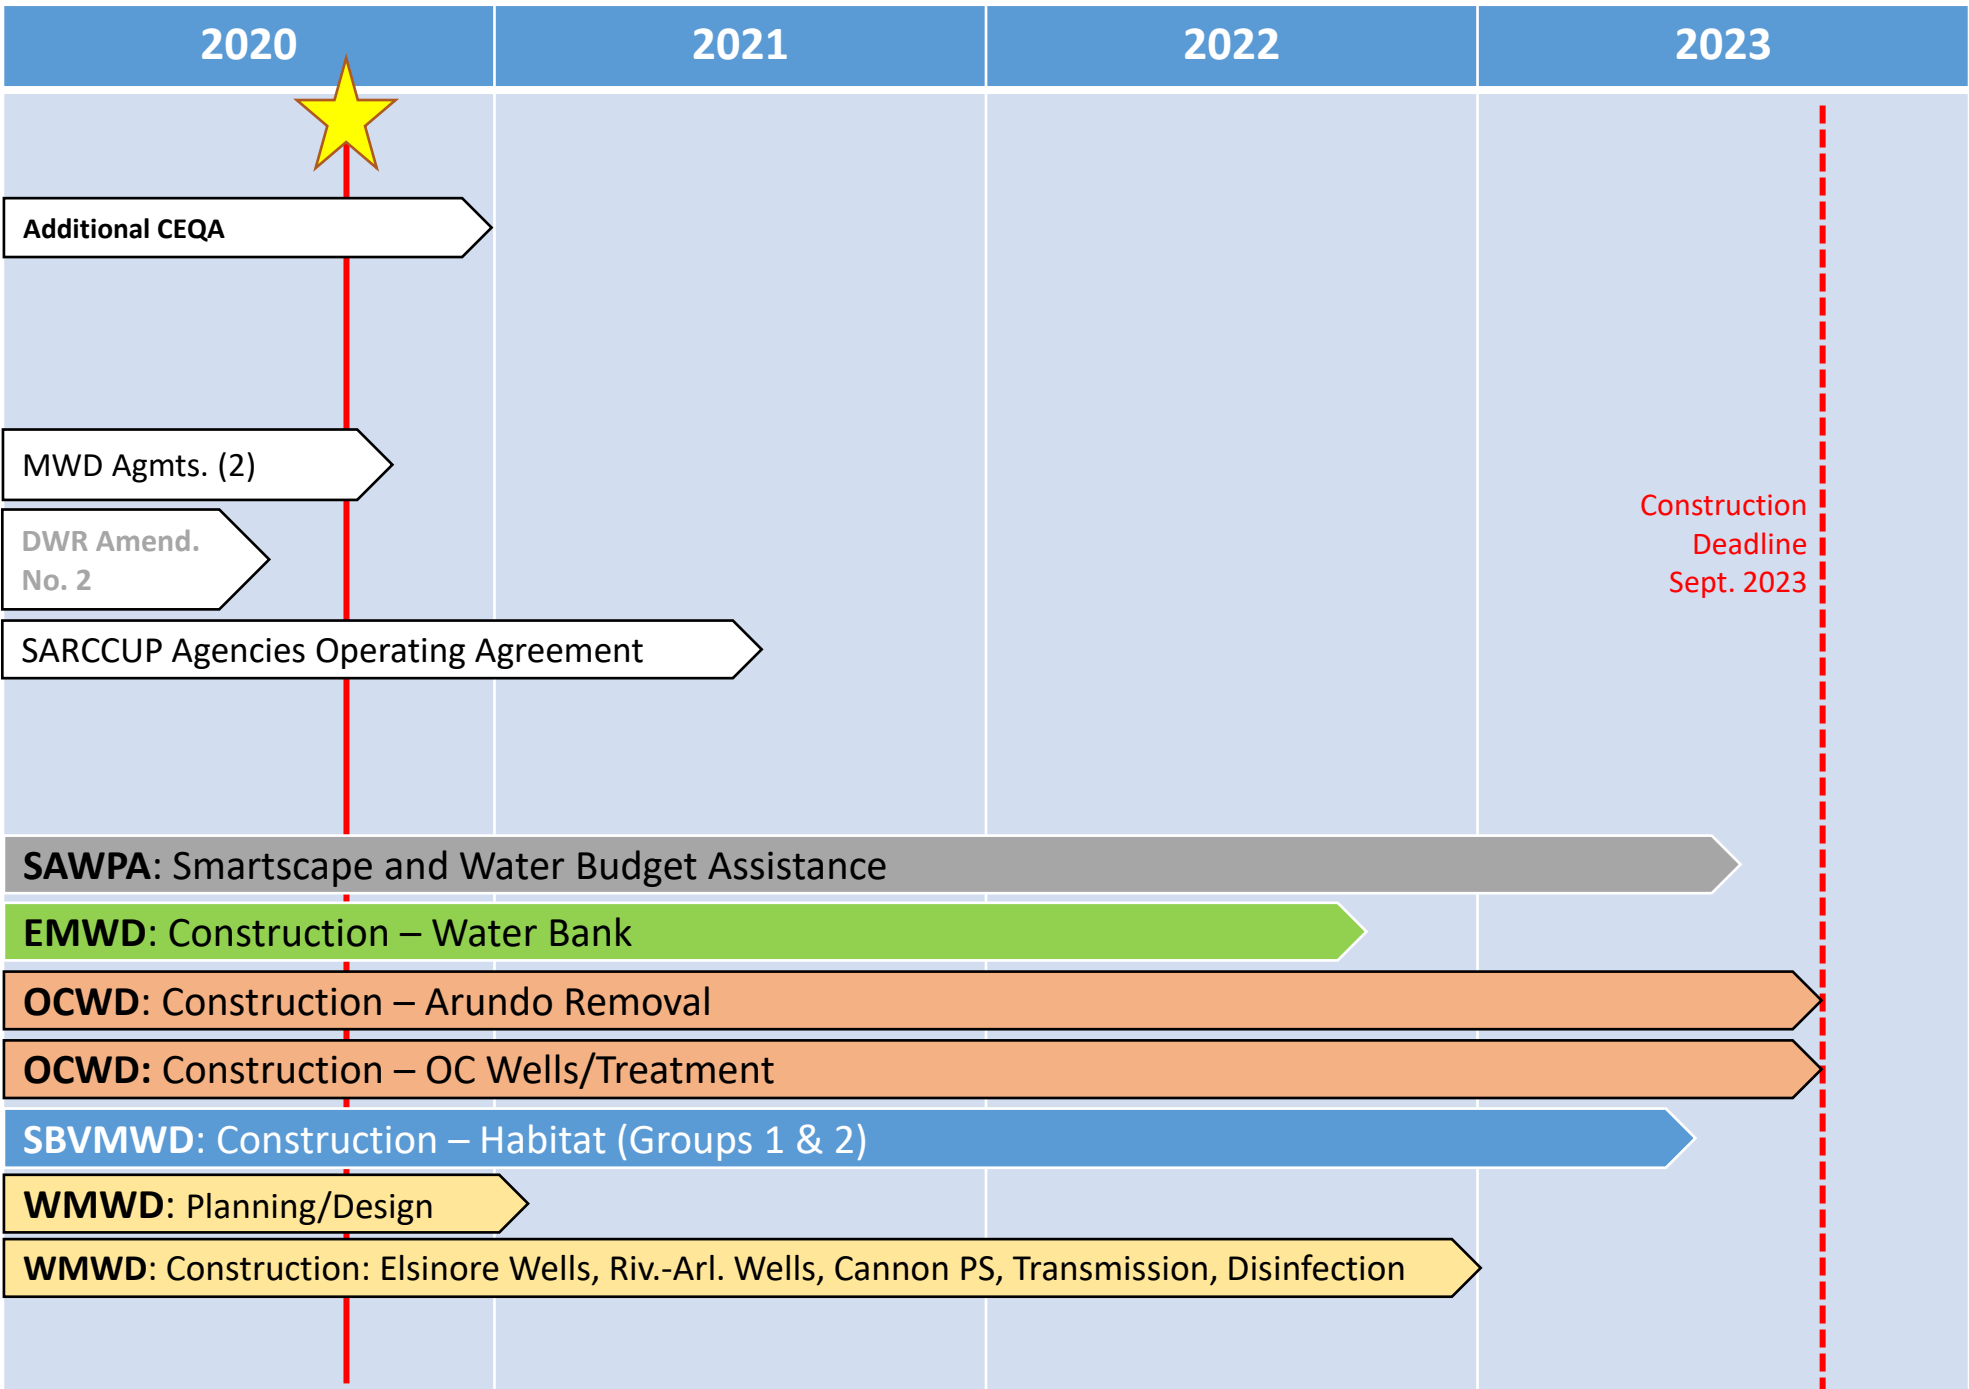 2020 2021 2022 2023
Additional CEQA
MWD Agmts. (2)
DWR Amend.
No. 2
Construction
Deadline
Sept. 2023
SARCCUP Agencies Operating Agreement
SAWPA: Smartscape and Water Budget Assistance
EMWD: Construction – Water Bank
OCWD: Construction – Arundo Removal
OCWD: Construction – OC Wells/Treatment
SBVMWD: Construction – Habitat (Groups 1 & 2)
WMWD: Planning/Design
WMWD: Construction: Elsinore Wells, Riv.-Arl. Wells, Cannon PS, Transmission, Disinfection